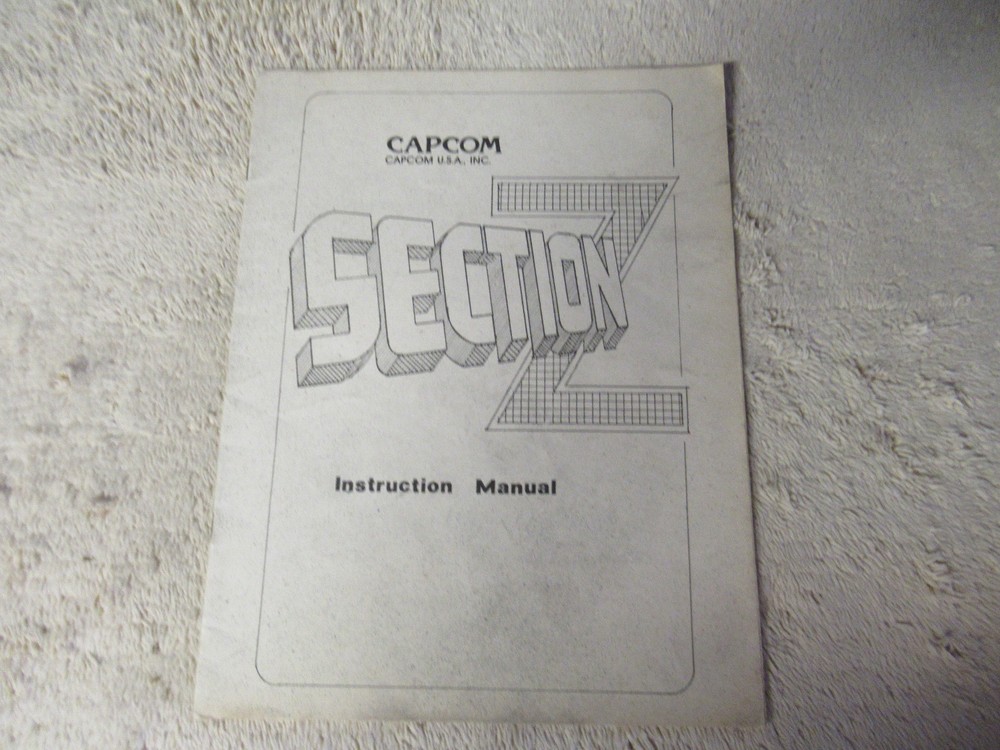 CAPCOM
CAPCOM U.S.A., INC.
SECTION Z
Instruction Manual